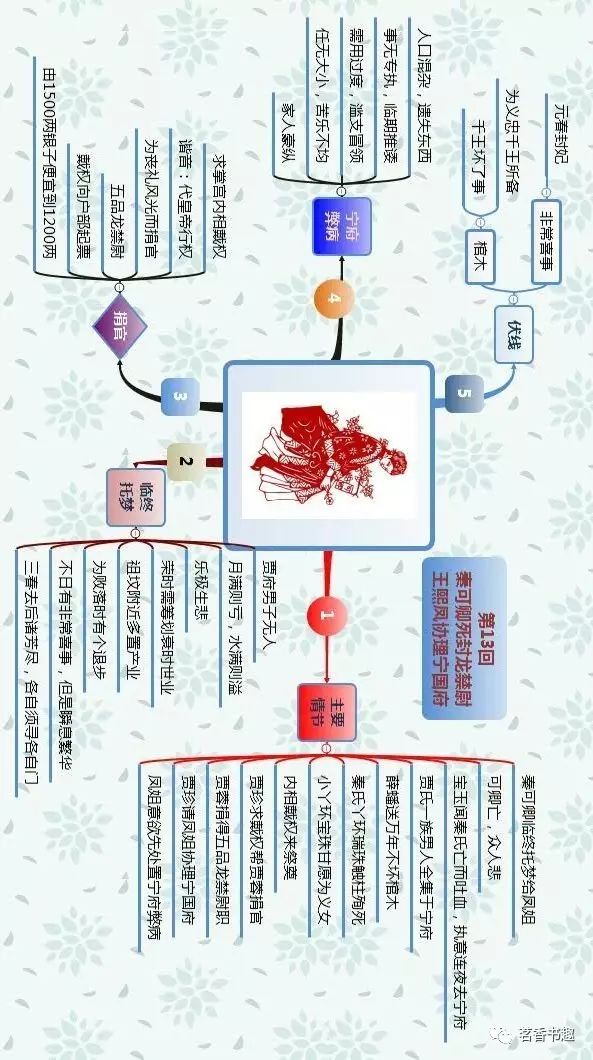 第13回
秦可卿死封龙禁尉
王熙凤协理宁国府
1
主要
情节
秦可卿临终托梦给凤姐
可卿亡，众人悲
宝玉闻秦氏亡而吐血，执意连夜去宁府
贾氏一族男人全集于宁府
薛蟠送万年不坏棺木
秦氏丫环瑞珠触柱殉死
小丫环宝珠甘愿为义女
内相戴权来祭奠
贾珍求戴权帮贾蓉捐官
贾蓉捐得五品龙禁尉职
贾珍请凤姐协理宁国府
凤姐意欲先处置宁府弊病
2
临终
托梦
贾府男子无人
月满则亏，水满则溢
乐极生悲
荣时需筹划衰时世业
祖坟附近多置产业
为败落时有个退步
不日有非常喜事，但是瞬息繁华
三春去后诸芳尽，各自须寻各自门
3
捐官
求掌宫内相戴权
谐音：代皇帝行权
为丧礼风光而捐官
五品龙禁尉
戴权向户部起票
由1500两银子便宜到1200两
4
宁府
弊病
人口混杂，遗失东西
事无专执，临期推诿
需用过度，滥支冒领
任无大小，苦乐不均
家人豪纵
5
伏线
非常喜事
元春封妃
棺木
为义忠千王所备
千王坏了事
茗香书趣